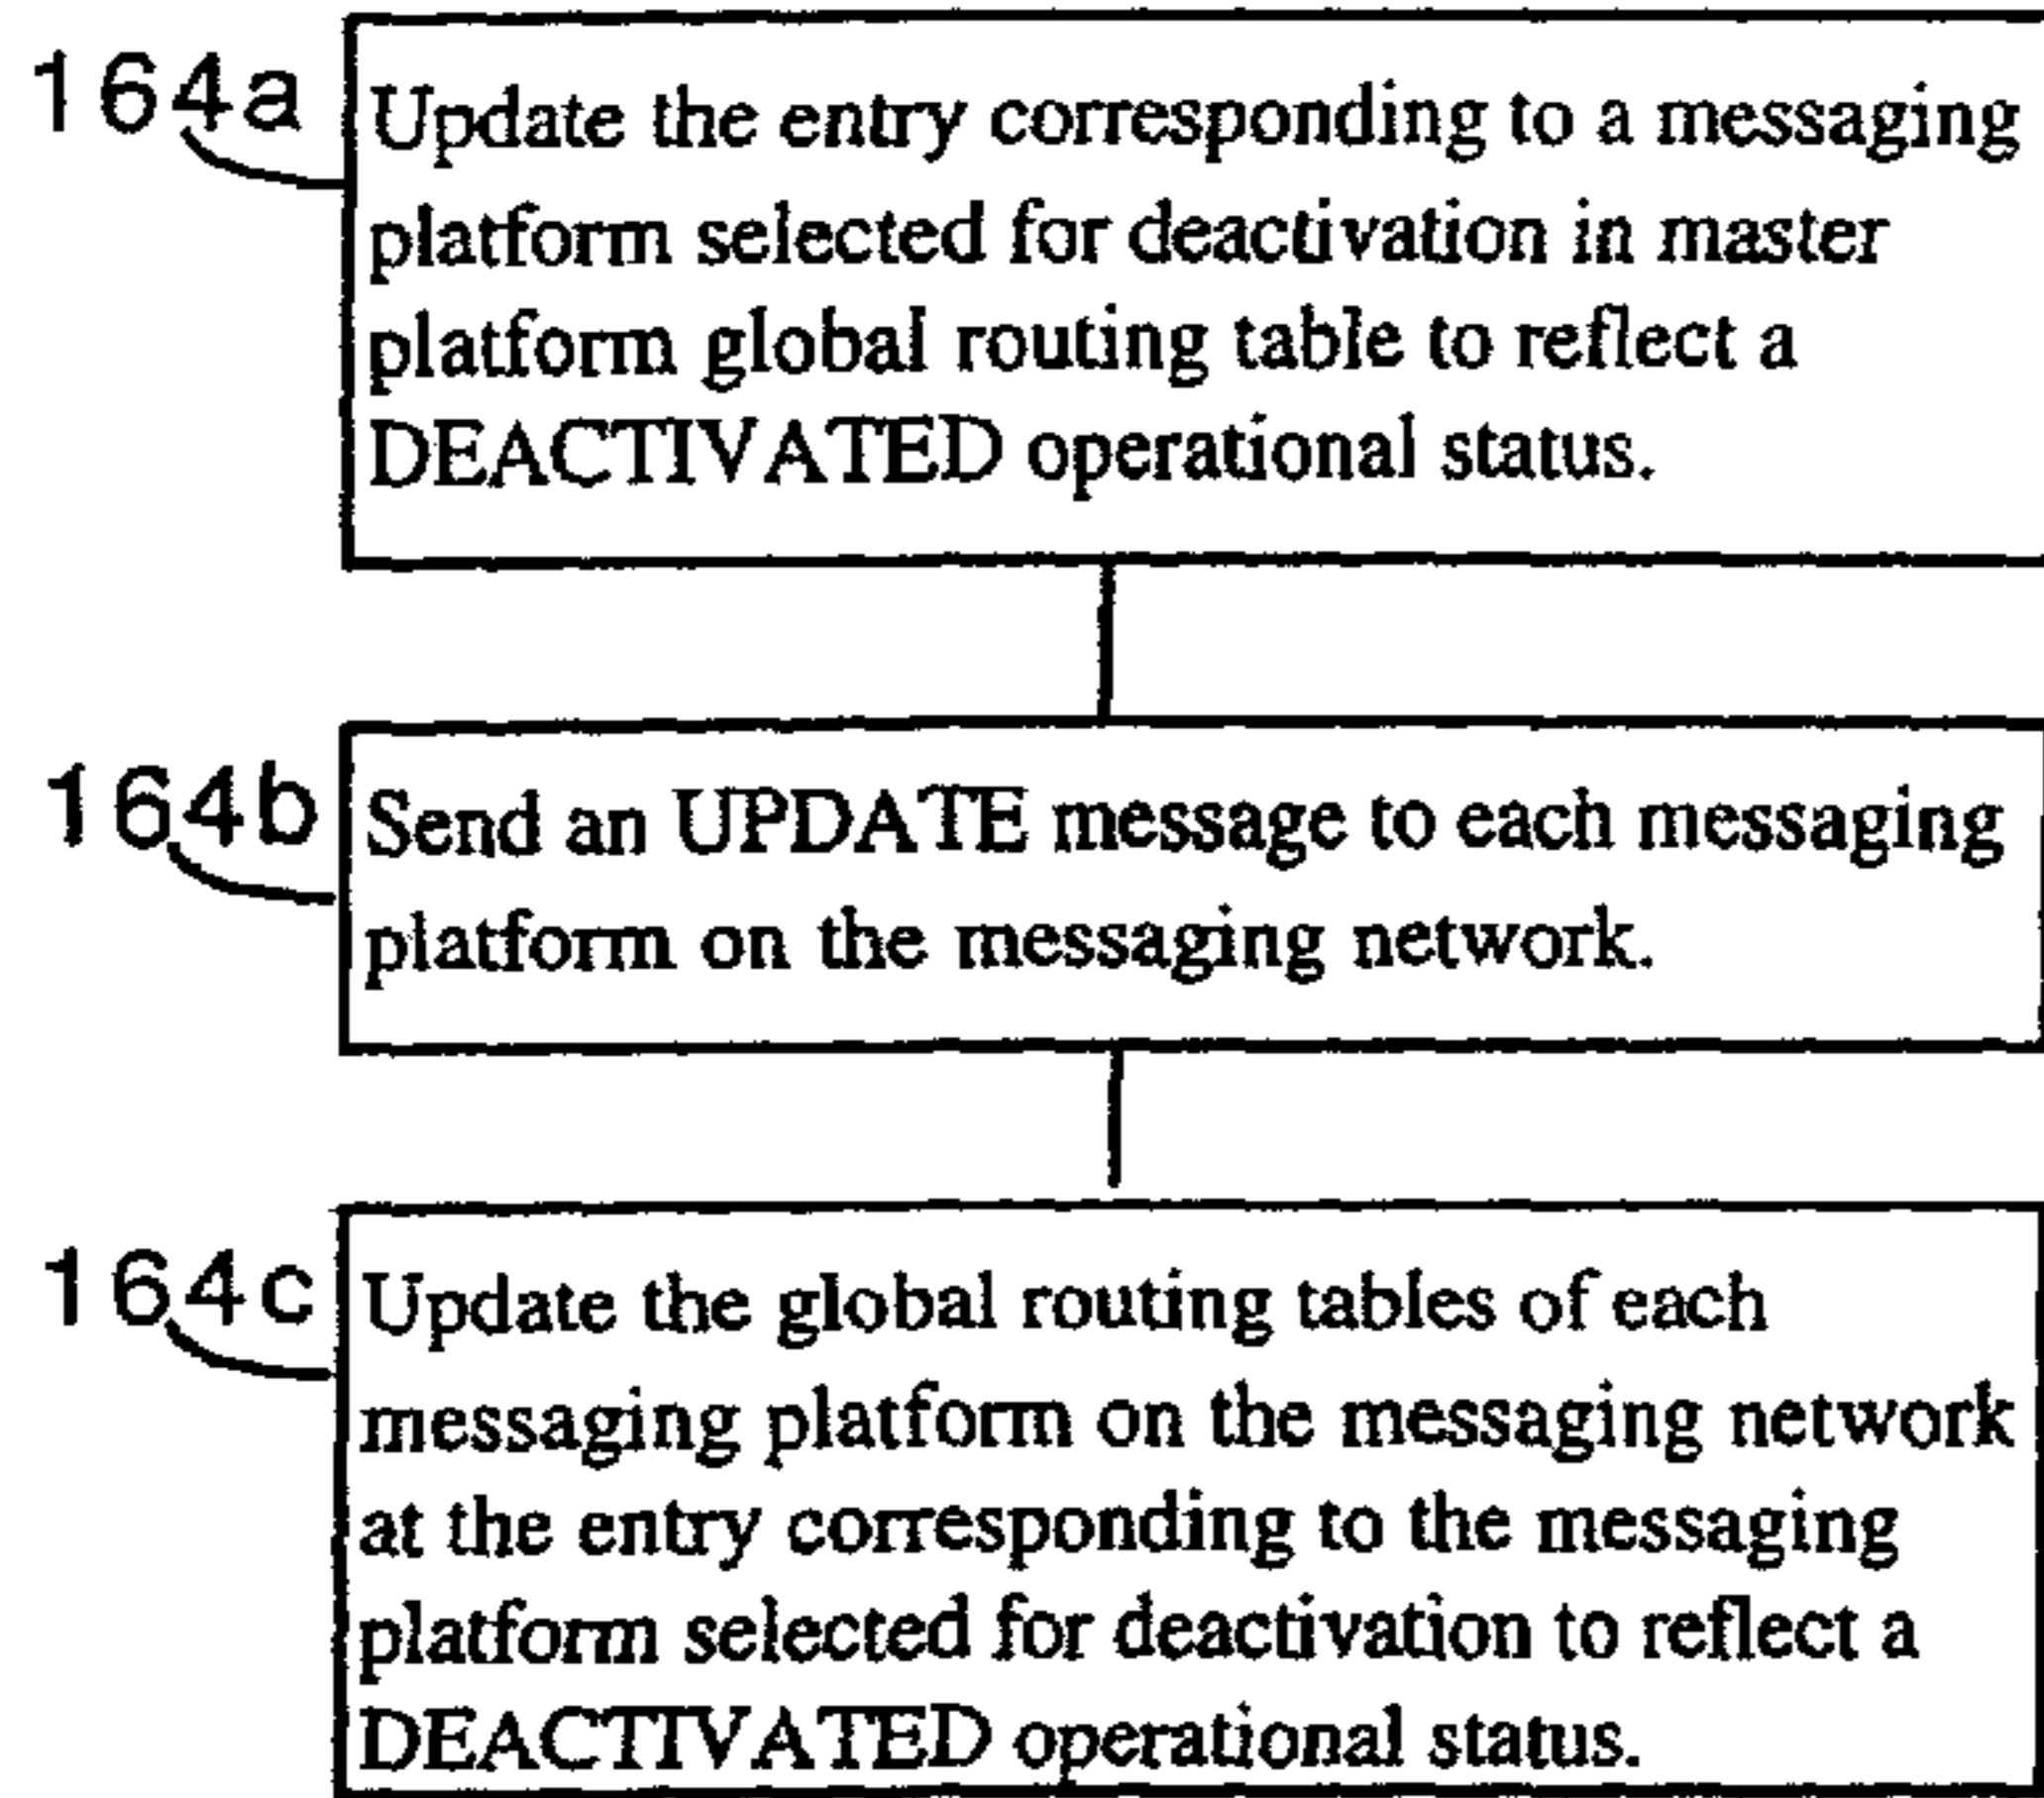 164a
Update the entry corresponding to a messaging
platform selected for deactivation in master
platform global routing table to reflect a
DEACTIVATED operational status.
164b
Send an UPDATE message to each messaging
platform on the messaging network.
164c
Update the global routing tables of each
messaging platform on the messaging network
at the entry corresponding to the messaging
platform selected for deactivation to reflect a
DEACTIVATED operational status.